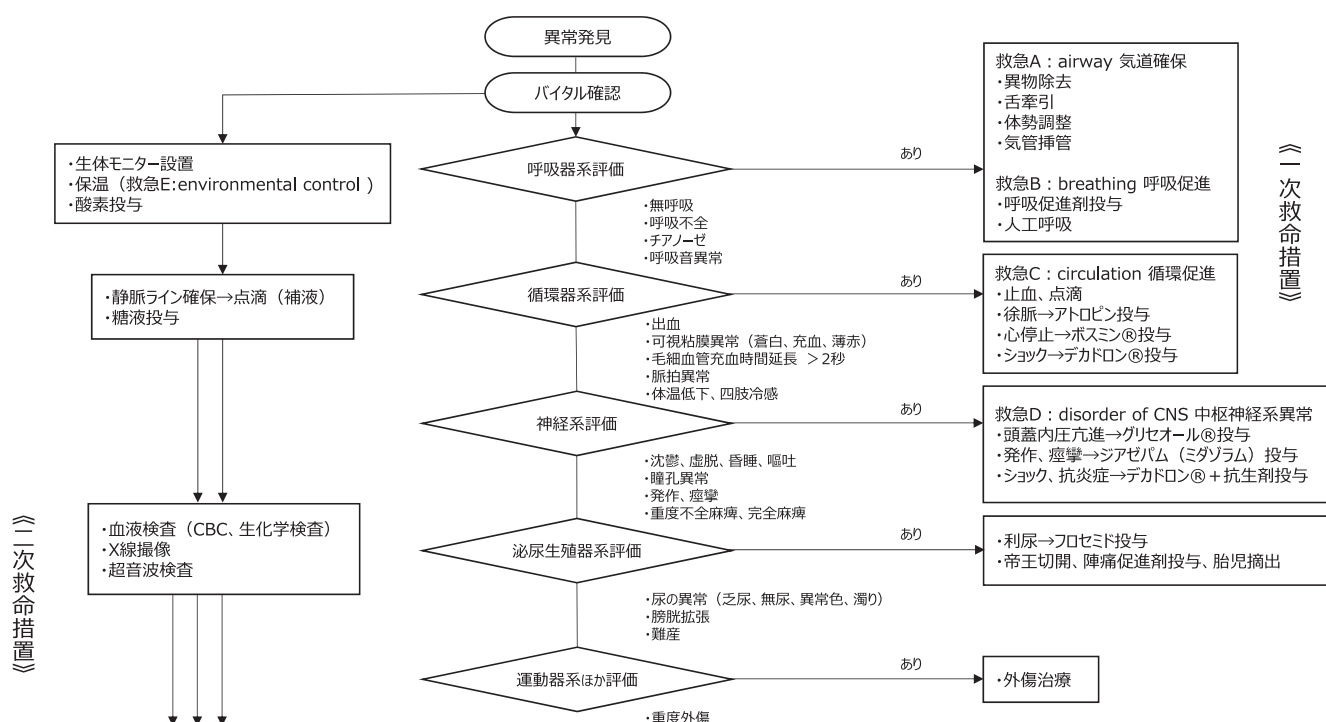 異常発見
バイタル確認
・生体モニター設置
・保温（救急E:environmental control ）
・酸素投与
・静脈ライン確保→点滴（補液）
・糖液投与
・血液検査（CBC、生化学検査）
・X線撮像
・超音波検査
《二次救命措置》
呼吸器系評価
あり
・無呼吸
・呼吸不全
・チアノーゼ
・呼吸音異常
循環器系評価
あり
・出血
・可視粘膜異常（蒼白、充血、薄赤）
・毛細血管充血時間延長 ＞2秒
・脈拍異常
・体温低下、四肢冷感
神経系評価
あり
・沈鬱、虚脱、昏睡、嘔吐
・瞳孔異常
・発作、痙攣
・重度不全麻痺、完全麻痺
泌尿生殖器系評価
あり
・尿の異常（乏尿、無尿、異常色、濁り）
・膀胱拡張
・難産
運動器系ほか評価
あり
・重度外傷
救急A：airway 気道確保
・異物除去
・舌牽引
・体勢調整
・気管挿管
救急B：breathing 呼吸促進
・呼吸促進剤投与
・人工呼吸
救急C：circulation 循環促進
・止血、点滴
・徐脈→アトロピン投与
・心停止→ボスミン®投与
・ショック→デカドロン®投与
救急D：disorder of CNS 中枢神経系異常
・頭蓋内圧亢進→グリセオール®投与
・発作、痙攣→ジアゼパム（ミダゾラム）投与
・ショック、抗炎症→デカドロン®＋抗生剤投与
・利尿→フロセミド投与
・帝王切開、陣痛促進剤投与、胎児摘出
・外傷治療
《一次救命措置》